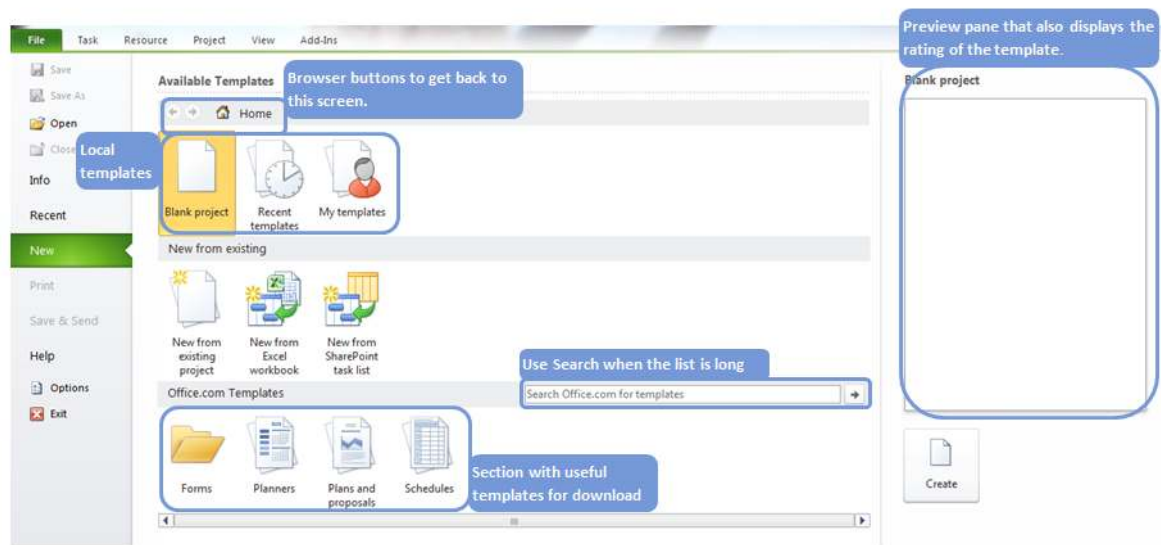 File Task Resource Project View Add-Ins
Preview pane that also displays the
rating of the template.
Save
Save As
Open
Close
Info
Recent
New
Print
Save & Send
Help
Options
Exit
Available Templates
Browser buttons to get back to
this screen.
Home
Local
templates
Blank project
Recent
templates
My templates
New from existing
New from
existing
project
New from
Excel
workbook
New from
SharePoint
task list
Use Search when the list is long
Office.com Templates
Search Office.com for templates
Forms
Planners
Plans and
proposals
Schedules
Section with useful
templates for download
Blank project
Create